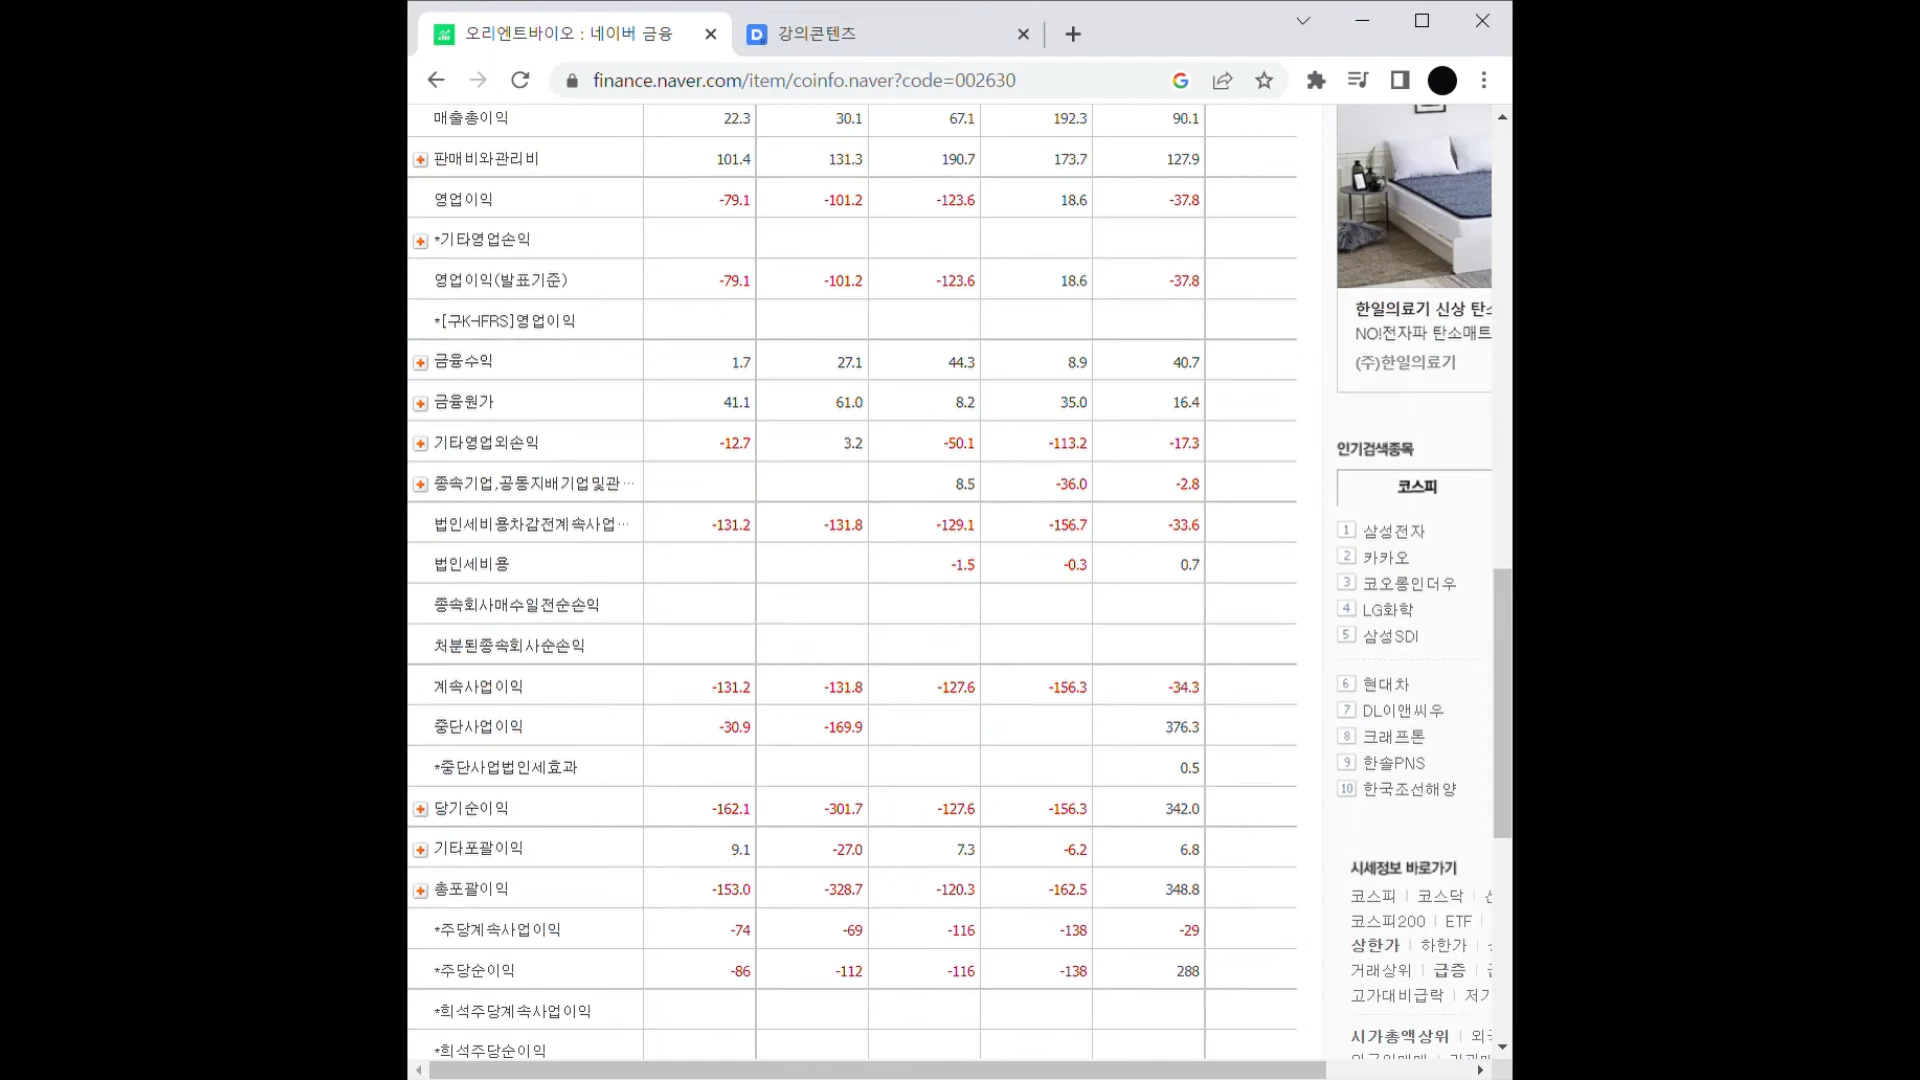 오리엔트바이오 : 네이버 금융
강의콘텐츠
finance.naver.com/item/coinfo.naver?code=002630
매출총이익 22.3 30.1 67.1 192.3 90.1
판매비와관리비 101.4 131.3 190.7 173.7 127.9
영업이익 -79.1 -101.2 -123.6 18.6 -37.8
*기타영업손익
영업이익(발표기준) -79.1 -101.2 -123.6 18.6 -37.8
*[구K-IFRS]영업이익
금융수익 1.7 27.1 44.3 8.9 40.7
금융원가 41.1 61.0 8.2 35.0 16.4
기타영업외손익 -12.7 3.2 -50.1 -113.2 -17.3
종속기업,공동지배기업및관… 8.5 -36.0 -2.8
법인세비용차감전계속사업… -131.2 -131.8 -129.1 -156.7 -33.6
법인세비용 -1.5 -0.3 0.7
종속회사매수일전순손익
처분된종속회사순손익
계속사업이익 -131.2 -131.8 -127.6 -156.3 -34.3
중단사업이익 -30.9 -169.9 376.3
*중단사업법인세효과 0.5
당기순이익 -162.1 -301.7 -127.6 -156.3 342.0
기타포괄이익 9.1 -27.0 7.3 -6.2 6.8
총포괄이익 -153.0 -328.7 -120.3 -162.5 348.8
*주당계속사업이익 -74 -69 -116 -138 -29
*주당순이익 -86 -112 -116 -138 288
*희석주당계속사업이익
*희석주당순이익
한일의료기 신상 탄
NO!전자파 탄소매트
(주)한일의료기
인기검색종목
코스피
1 삼성전자
2 카카오
3 코오롱인더우
4 LG화학
5 삼성SDI
6 현대차
7 DL이앤씨우
8 크래프톤
9 한솔PNS
10 한국조선해양
시세정보 바로가기
코스피 코스닥
코스피200 ETF
상한가 하한가
거래상위 급증
고가대비급락 저가
시가총액상위 외국